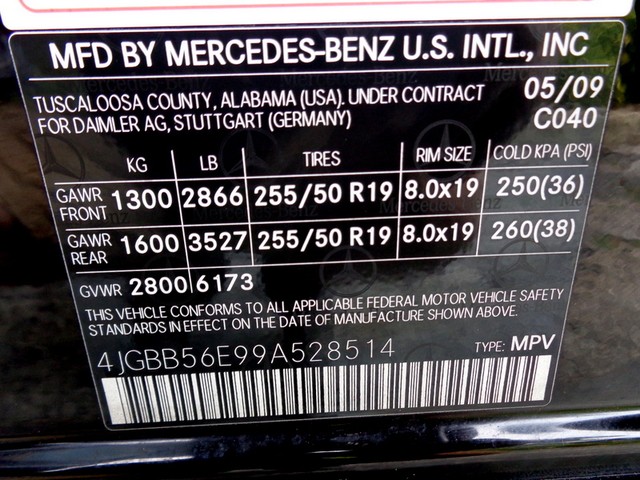 MFD BY MERCEDES-BENZ U.S. INTL., INC
TUSCALOOSA COUNTY, ALABAMA (USA). UNDER CONTRACT 05/09
FOR DAIMLER AG, STUTTGART (GERMANY) C040
KG LB TIRES RIM SIZE COLD KPA (PSI)
GAWR FRONT 1300 2866 255/50 R19 8.0x19 250(36)
GAWR REAR 1600 3527 255/50 R19 8.0x19 260(38)
GVWR 2800 6173
THIS VEHICLE CONFORMS TO ALL APPLICABLE FEDERAL MOTOR VEHICLE SAFETY
STANDARDS IN EFFECT ON THE DATE OF MANUFACTURE SHOWN ABOVE.
4JGBB56E99A528514 TYPE: MPV